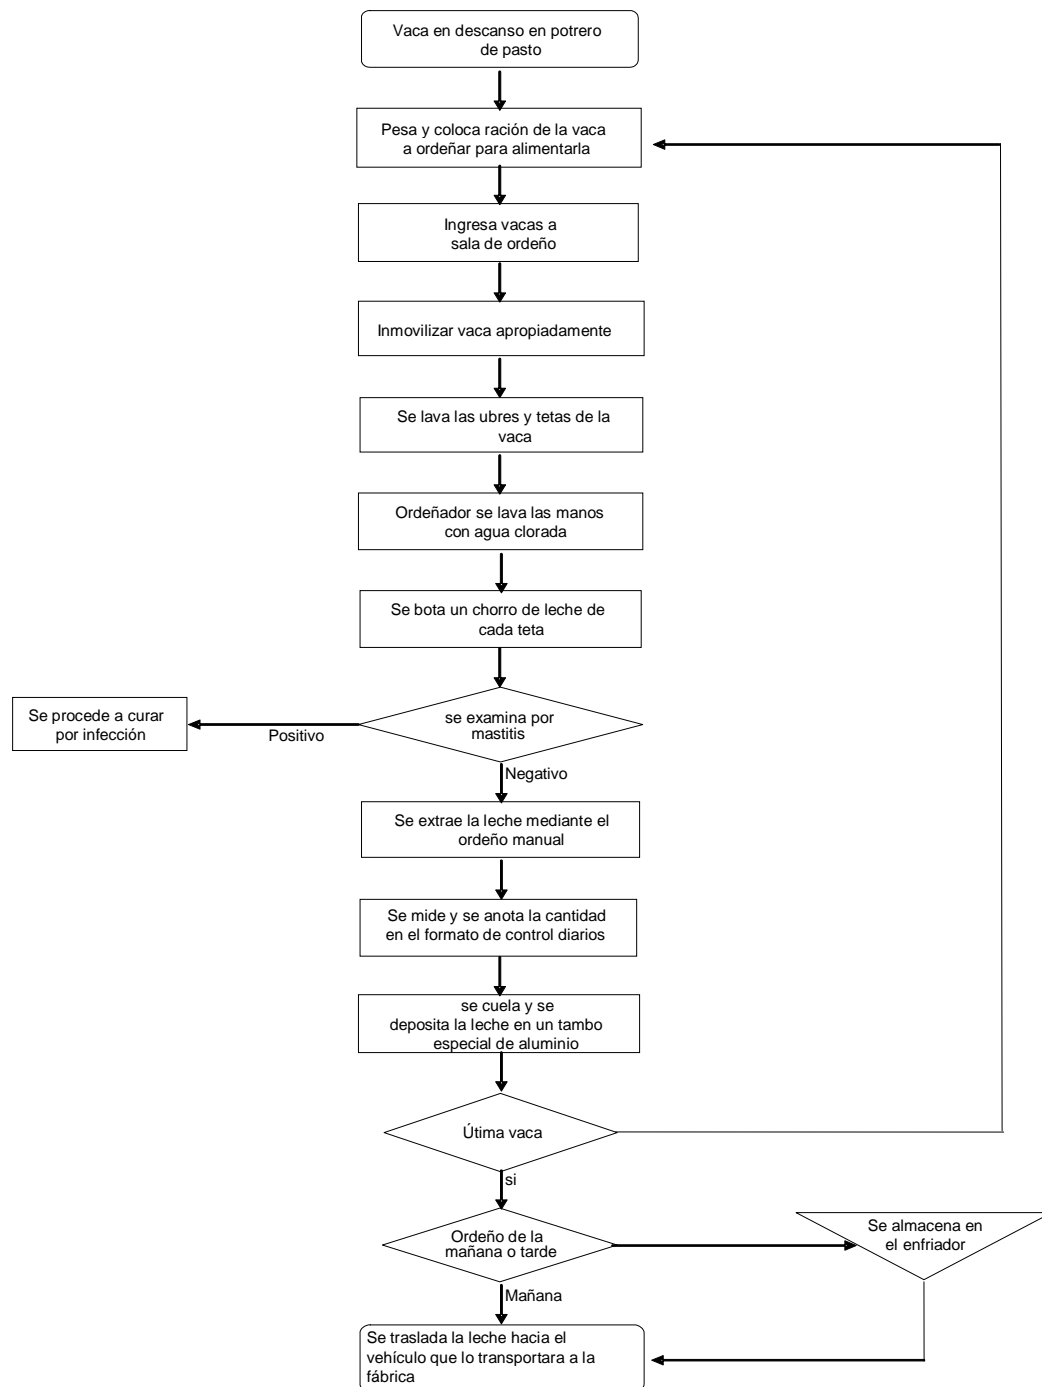 Vaca en descanso en potrero
de pasto
Pesa y coloca ración de la vaca
a ordeñar para alimentarla
Ingresa vacas a
sala de ordeño
Inmovilizar vaca apropiadamente
Se lava las ubres y tetas de la
vaca
Ordeñador se lava las manos
con agua clorada
Se bota un chorro de leche de
cada teta
se examina por
mastitis
Positivo
Se procede a curar
por infección
Negativo
Se extrae la leche mediante el
ordeño manual
Se mide y se anota la cantidad
en el formato de control diarios
se cuela y se
deposita la leche en un tambo
especial de aluminio
Útima vaca
si
Ordeño de la
mañana o tarde
Se almacena en
el enfriador
Mañana
Se traslada la leche hacia el
vehículo que lo transportara a la
fábrica